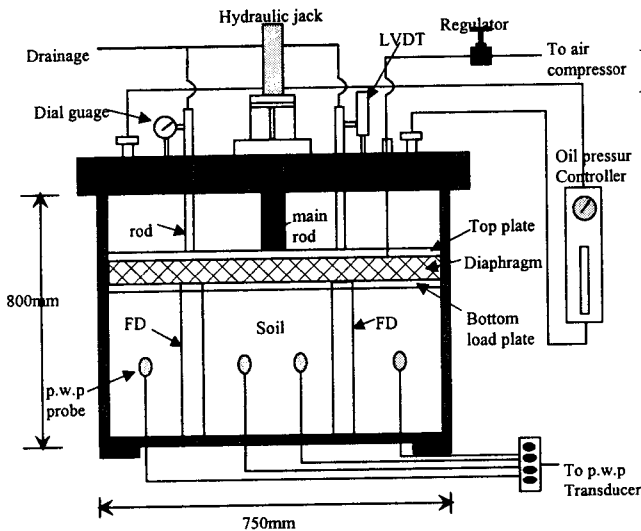 Hydraulic jack
Regulator
LVDT
Drainage
To air
compressor
Dial guage
Oil pressur
Controller
rod
main
rod
Top plate
Diaphragm
800mm
Bottom
load plate
FD
Soil
FD
p.w.p
probe
To p.w.p
Transducer
750mm